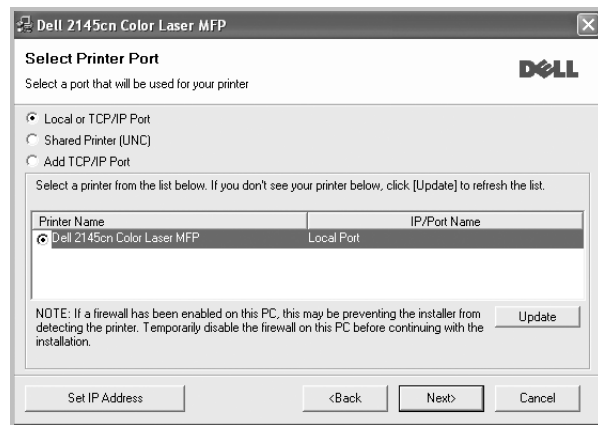 Dell 2145cn Color Laser MFP
Select Printer Port
Select a port that will be used for your printer
DELL
Local or TCP/IP Port
Shared Printer (UNC)
Add TCP/IP Port
Select a printer from the list below. If you don't see your printer below, click [Update] to refresh the list.
Printer Name IP/Port Name
Dell 2145cn Color Laser MFP Local Port
NOTE: If a firewall has been enabled on this PC, this may be preventing the installer from
detecting the printer. Temporarily disable the firewall on this PC before continuing with the
installation.
Update
Set IP Address <Back Next> Cancel